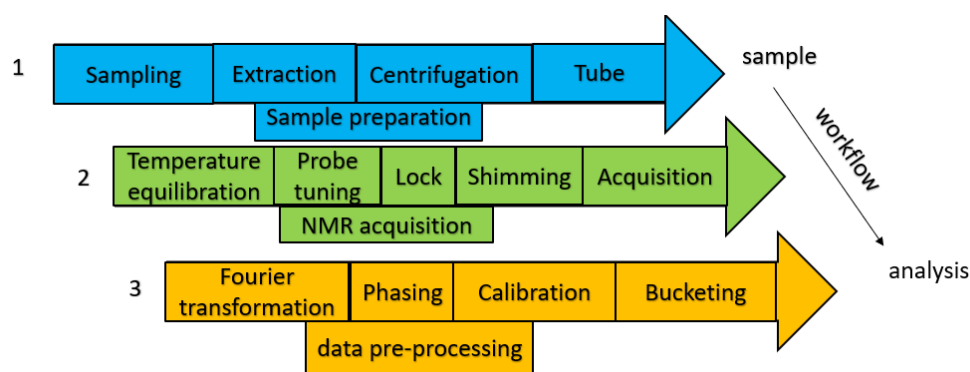 1
Sampling
Extraction
Centrifugation
Tube
Sample preparation
sample
workflow
analysis
2
Temperature
equilibration
Probe
tuning
Lock
Shimming
Acquisition
NMR acquisition
3
Fourier
transformation
Phasing
Calibration
Bucketing
data pre-processing